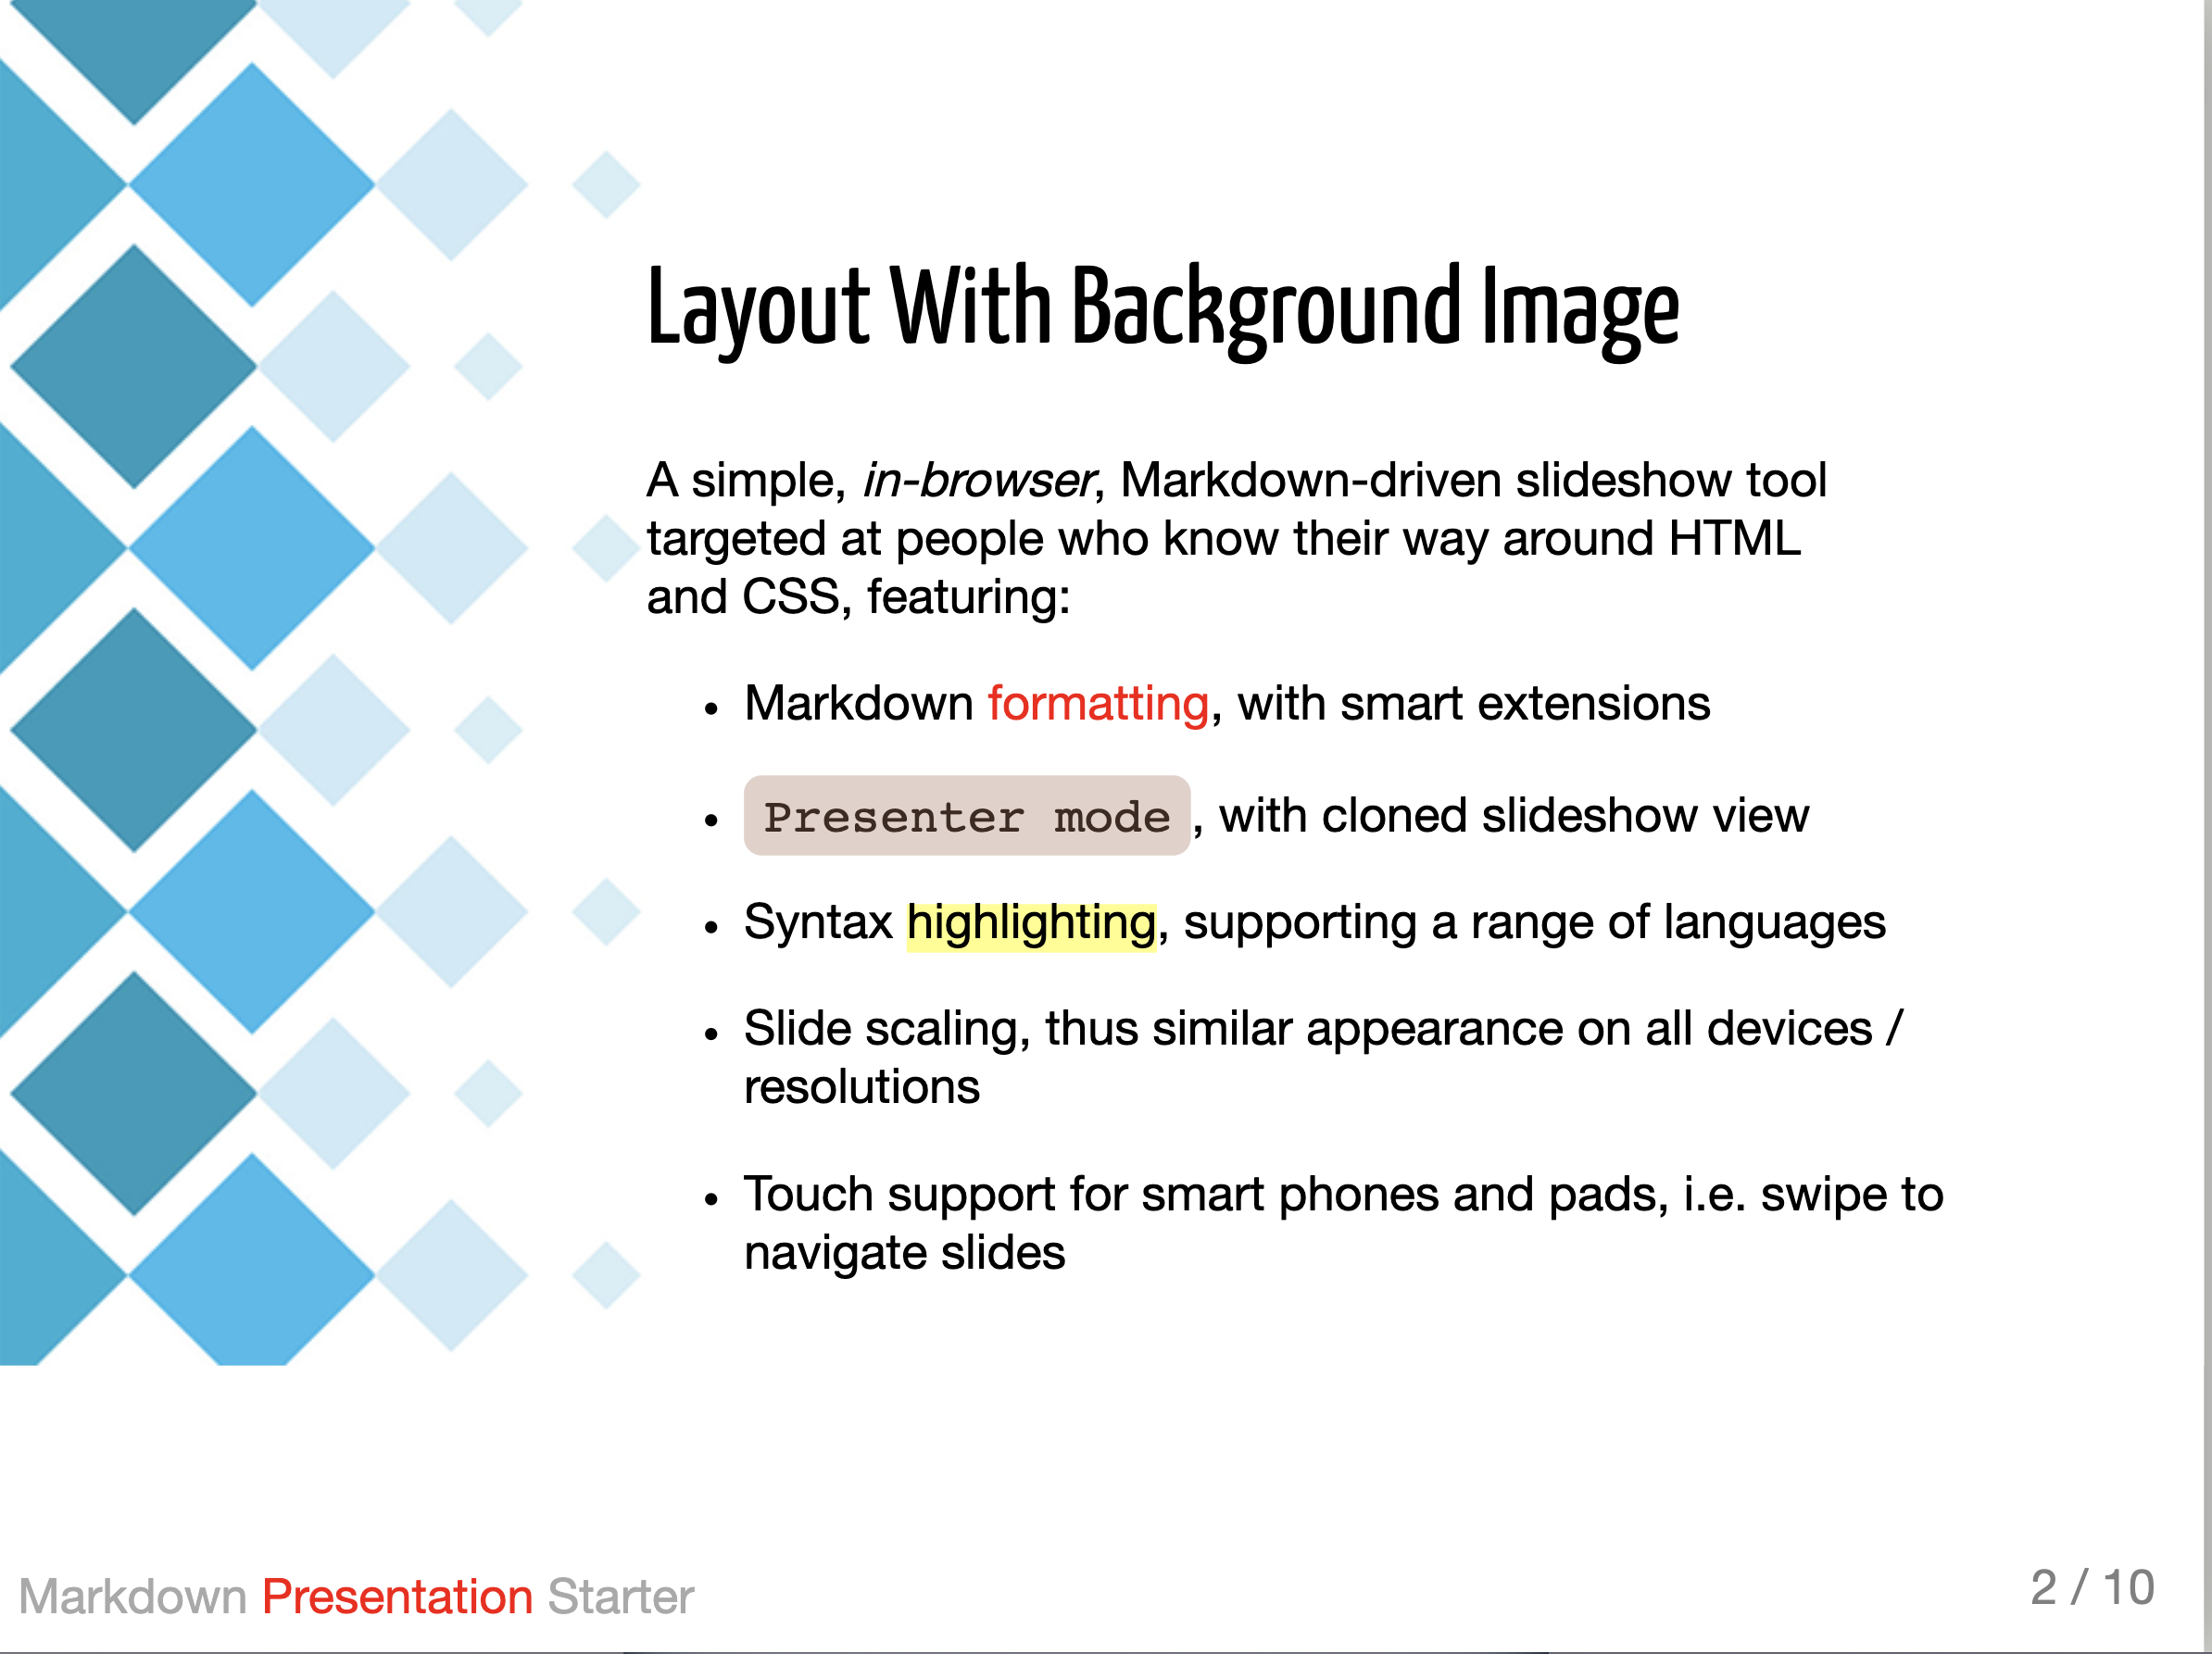 Layout With Background Image
A simple, in-browser, Markdown-driven slideshow tool
targeted at people who know their way around HTML
and CSS, featuring:
• Markdown formatting, with smart extensions
• Presenter mode, with cloned slideshow view
• Syntax highlighting, supporting a range of languages
• Slide scaling, thus similar appearance on all devices /
resolutions
• Touch support for smart phones and pads, i.e. swipe to
navigate slides
Markdown Presentation Starter
2 / 10